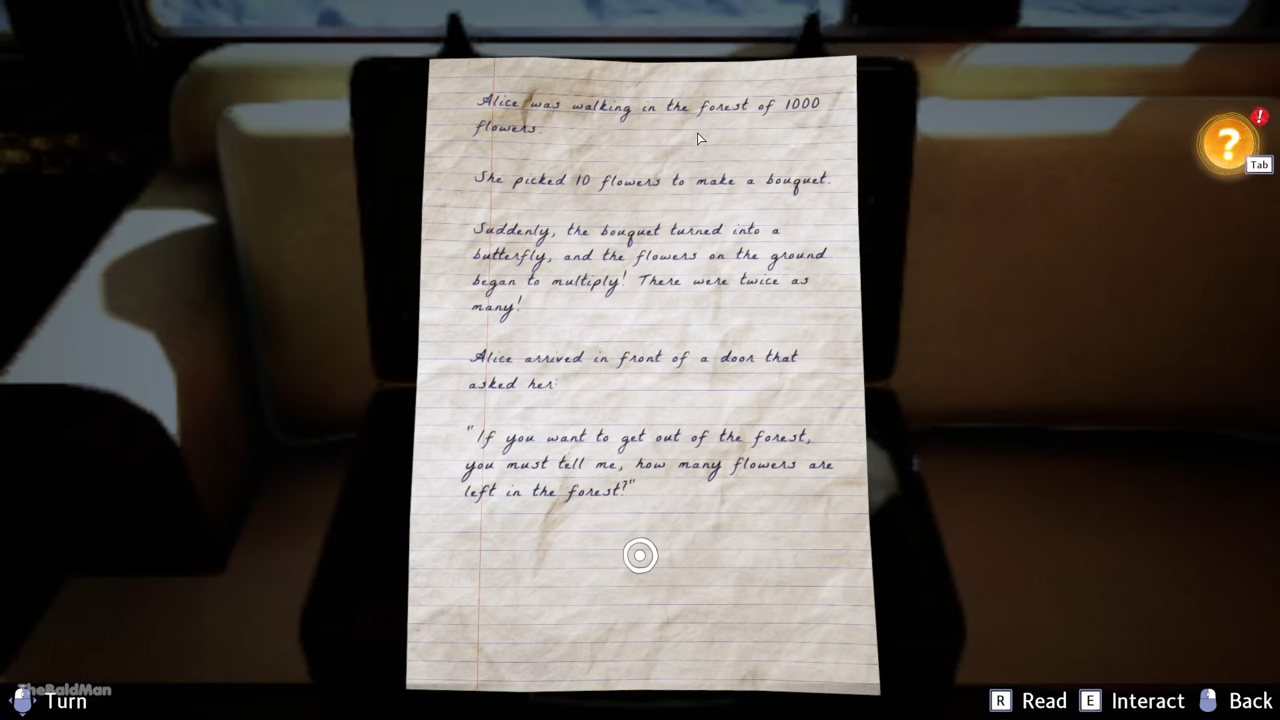 Alice was walking in the forest of 1000
flowers.
She picked 10 flowers to make a bouquet.
Suddenly, the bouquet turned into a
butterfly, and the flowers on the ground
began to multiply! There were twice as
many!
Alice arrived in front of a door that
asked her:
"If you want to get out of the forest,
you must tell me, how many flowers are
left in the forest?"
?
!
Tab
TheBaldMan
Turn
R Read E Interact Back